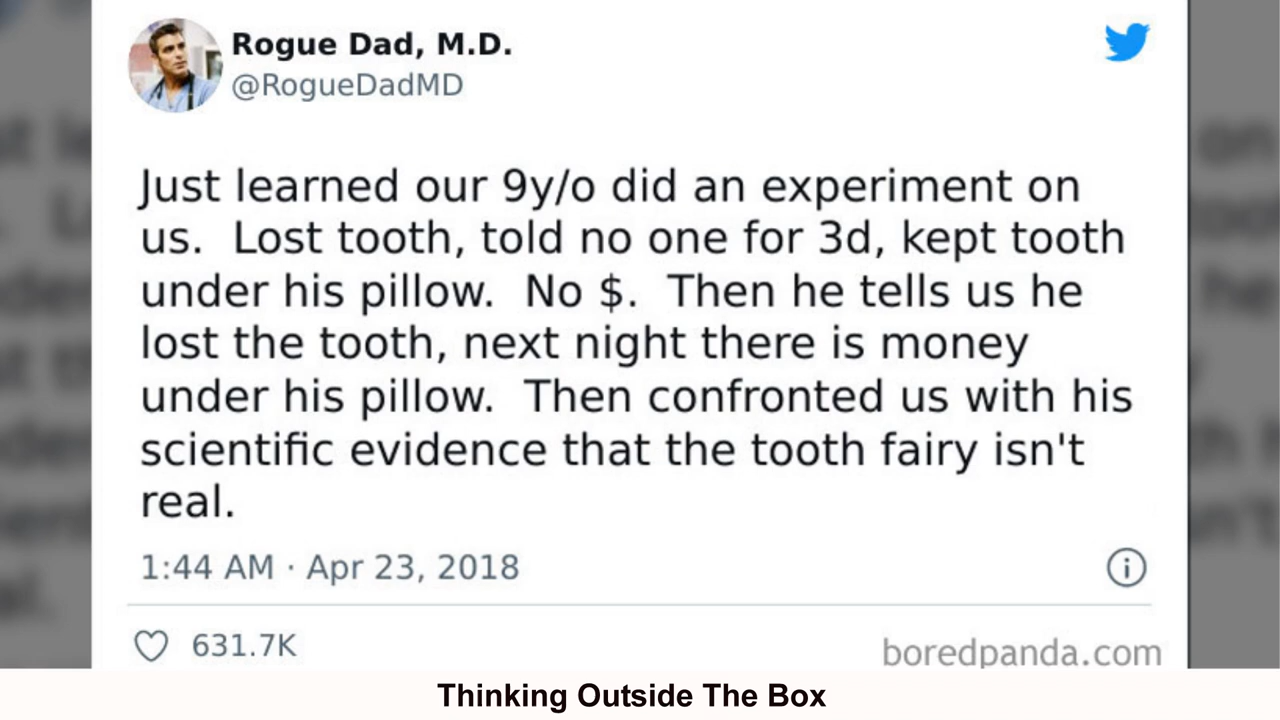 Rogue Dad, M.D.
@RogueDadMD
Just learned our 9y/o did an experiment on
us.  Lost tooth, told no one for 3d, kept tooth
under his pillow.  No $.  Then he tells us he
lost the tooth, next night there is money
under his pillow.  Then confronted us with his
scientific evidence that the tooth fairy isn't
real.
1:44 AM · Apr 23, 2018
631.7K
boredpanda.com
Thinking Outside The Box